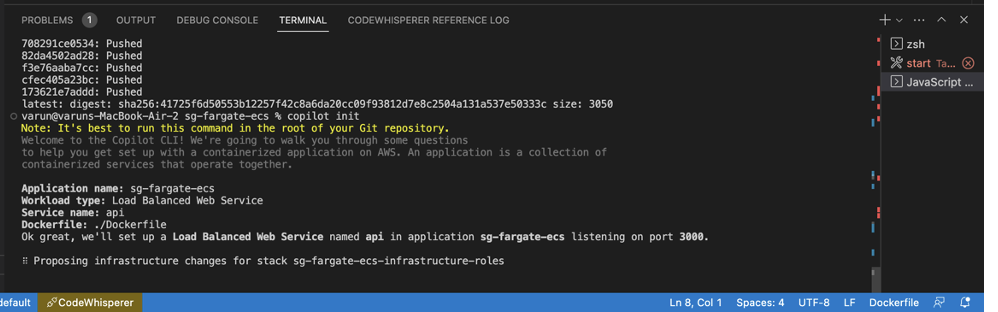 PROBLEMS 1 OUTPUT DEBUG CONSOLE TERMINAL CODEWHISPERER REFERENCE LOG
708291ce0534: Pushed
82da4502ad28: Pushed
f3e76aaba7cc: Pushed
cfec405a23bc: Pushed
173621e7addd: Pushed
latest: digest: sha256:41725f6d50553b12257f42c8a6da20cc09f93812d7e8c2504a131a537e50333c size: 3050
varun@varuns-MacBook-Air-2 sg-fargate-ecs % copilot init
Note: It's best to run this command in the root of your Git repository.
Welcome to the Copilot CLI! We're going to walk you through some questions
to help you get set up with a containerized application on AWS. An application is a collection of
containerized services that operate together.
Application name: sg-fargate-ecs
Workload type: Load Balanced Web Service
Service name: api
Dockerfile: ./Dockerfile
Ok great, we'll set up a Load Balanced Web Service named api in application sg-fargate-ecs listening on port 3000.
⠿ Proposing infrastructure changes for stack sg-fargate-ecs-infrastructure-roles
zsh
start Ta...
JavaScript ...
default CodeWhisperer Ln 8, Col 1 Spaces: 4 UTF-8 LF Dockerfile